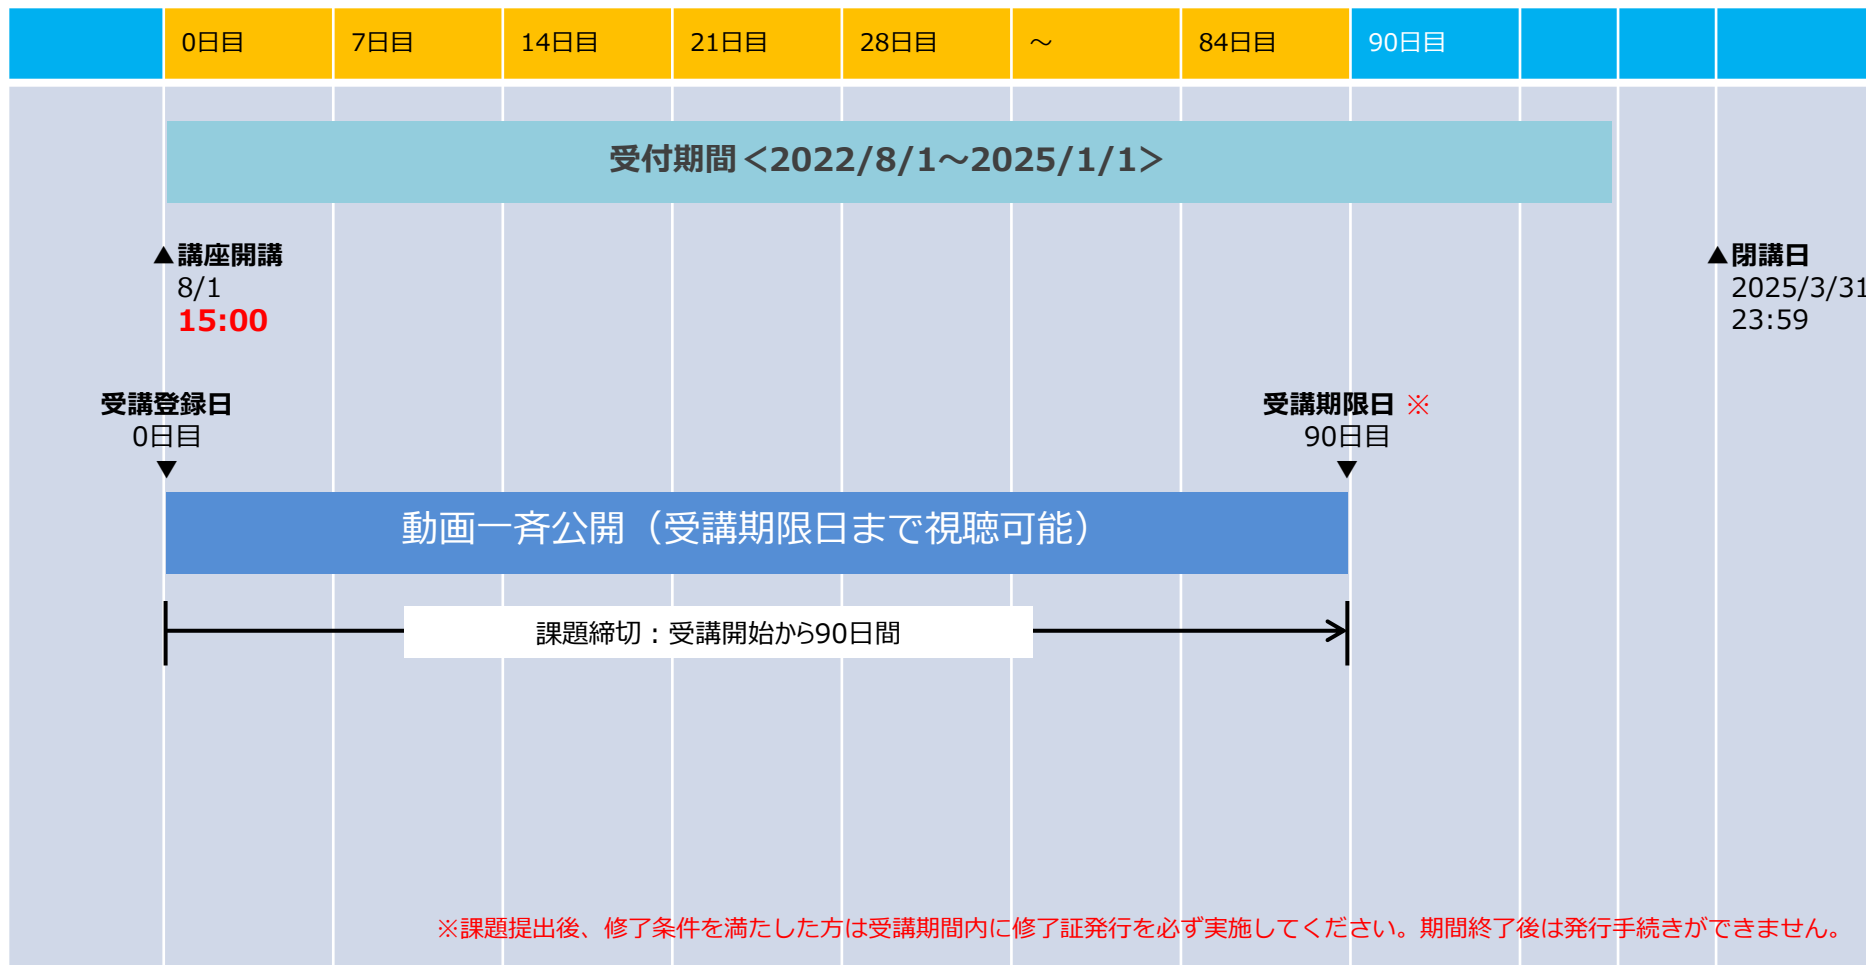 0日目 7日目 14日目 21日目 28日目 ～ 84日目 90日目
受付期間＜2022/8/1～2025/1/1＞
▲講座開講
8/1
15:00
▲閉講日
2025/3/31
23:59
受講登録日
0日目
▼
受講期限日 ※
90日目
▼
動画一斉公開（受講期限日まで視聴可能）
課題締切：受講開始から90日間
※課題提出後、修了条件を満たした方は受講期間内に修了証発行を必ず実施してください。期間終了後は発行手続きができません。